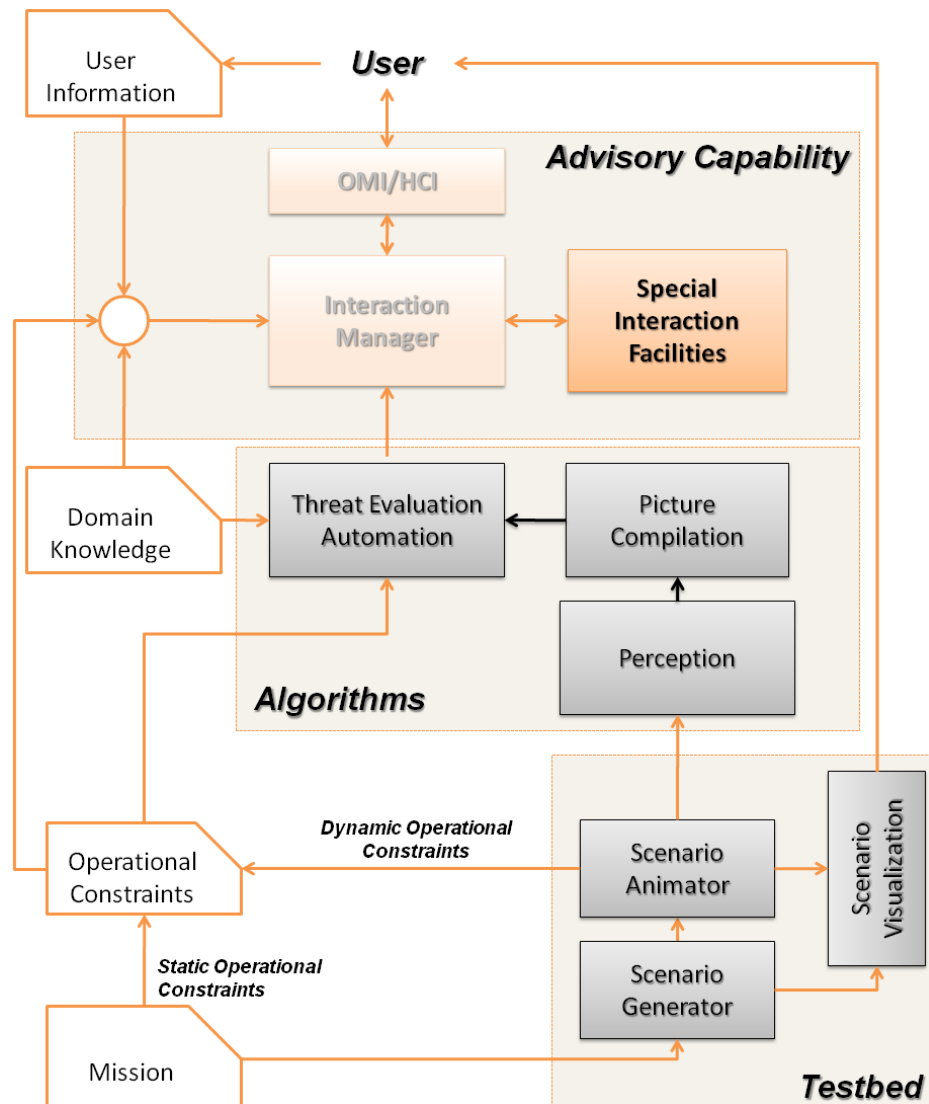 User
Information
User
Advisory Capability
OMI/HCI
Interaction
Manager
Special
Interaction
Facilities
Domain
Knowledge
Threat Evaluation
Automation
Picture
Compilation
Perception
Algorithms
Dynamic Operational
Constraints
Operational
Constraints
Scenario
Animator
Scenario
Visualization
Static Operational
Constraints
Scenario
Generator
Mission
Testbed